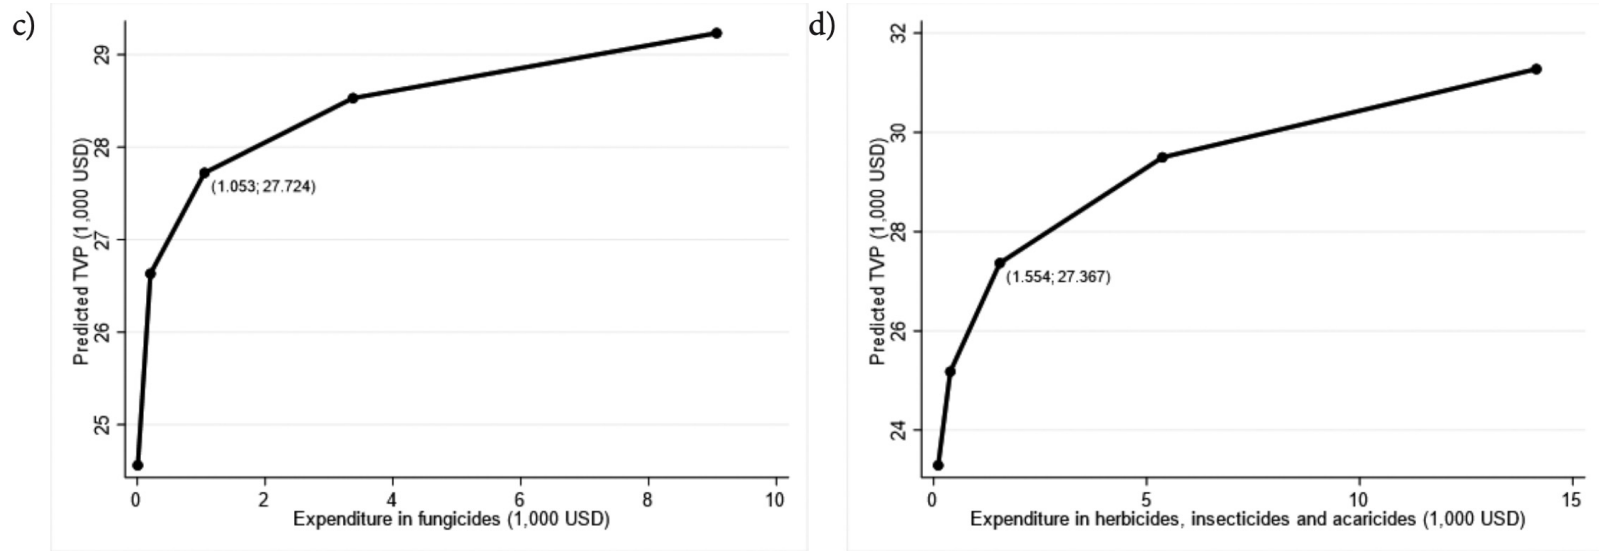 c)
29
28
27
26
25
Predicted TVP (1,000 USD)
(1.053; 27.724)
0 2 4 6 8 10
Expenditure in fungicides (1,000 USD)
d)
32
30
28
26
24
Predicted TVP (1,000 USD)
(1.554; 27.367)
0 5 10 15
Expenditure in herbicides, insecticides and acaricides (1,000 USD)